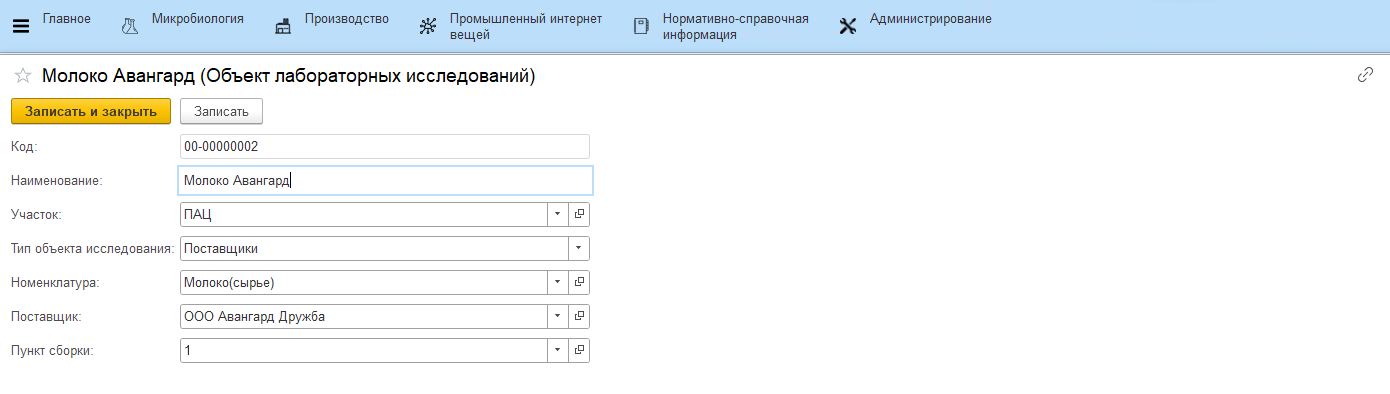 Главное
Микробиология
Производство
Промышленный интернет
вещей
Нормативно-справочная
информация
Администрирование
Молоко Авангард (Объект лабораторных исследований)
Записать и закрыть
Записать
Код: 00-00000002
Наименование: Молоко Авангард
Участок: ПАЦ
Тип объекта исследования: Поставщики
Номенклатура: Молоко(сырье)
Поставщик: ООО Авангард Дружба
Пункт сборки: 1